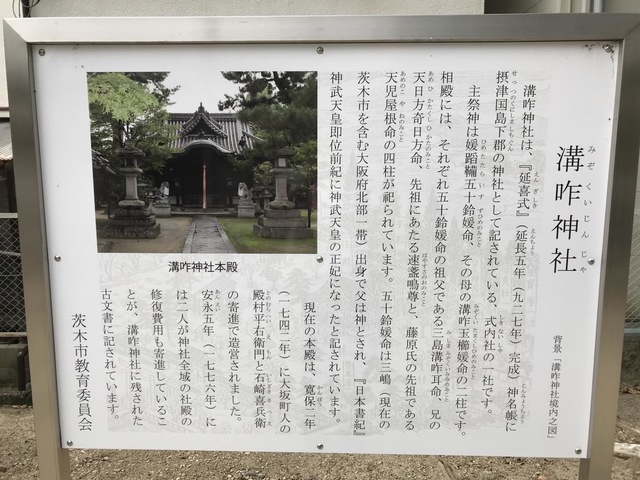 溝咋神社
みぞくいじんじゃ
背景「溝咋神社境内之図」
溝咋神社は、『延喜式』（延長五年（九二七年）完成）神名帳に
摂津国島下郡の神社として記されている、式内社の一社です。
主祭神は媛蹈鞴五十鈴媛命、その母の溝咋玉櫛媛命の二柱です。
相殿には、それぞれ五十鈴媛命の祖父である三島溝咋耳命、兄の
天日方奇日方命、先祖にあたる速素盞嗚尊と、藤原氏の先祖である
天児屋根命の四柱が祀られています。五十鈴媛命は三嶋（現在の
茨木市を含む大阪府北部一帯）出身で父は神とされ、『日本書紀』
神武天皇即位前紀に神武天皇の正妃になったと記されています。
現在の本殿は、寛保二年
（一七四二年）に大坂町人の
殿村平右衛門と石崎喜兵衛
の寄進で造営されました。
安永五年（一七七六年）に
は二人が神社全域の社殿の
修復費用も寄進しているこ
とが、溝咋神社に残された
古文書に記されています。
茨木市教育委員会
溝咋神社本殿